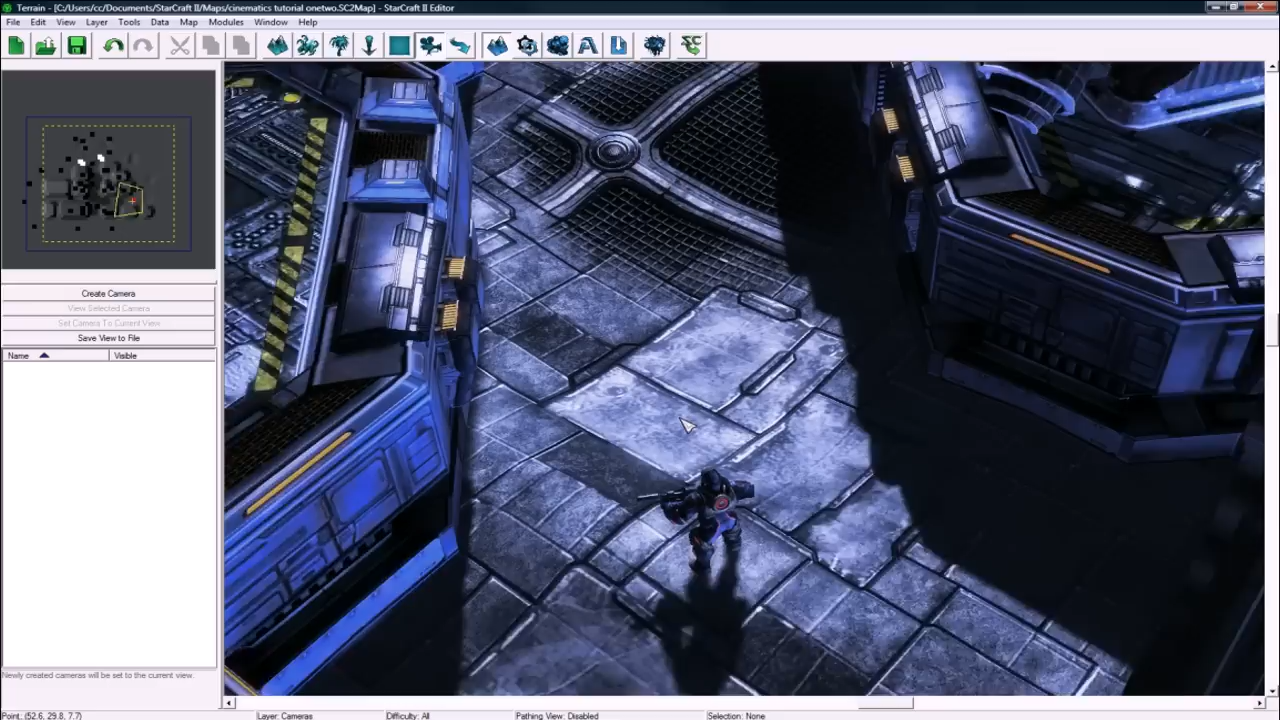 Terrain - [C:/Users/cc/Documents/StarCraft II/Maps/cinematics tutorial onetwo.SC2Map] - StarCraft II Editor
File Edit View Layer Tools Data Map Modules Window Help
Create Camera
View Selected Camera
Set Camera To Current View
Save View to File
Name Visible
Newly created cameras will be set to the current view.
Point: (52.6, 29.8, 7.7) Layer: Cameras Difficulty: All Pathing View: Disabled Selection: None